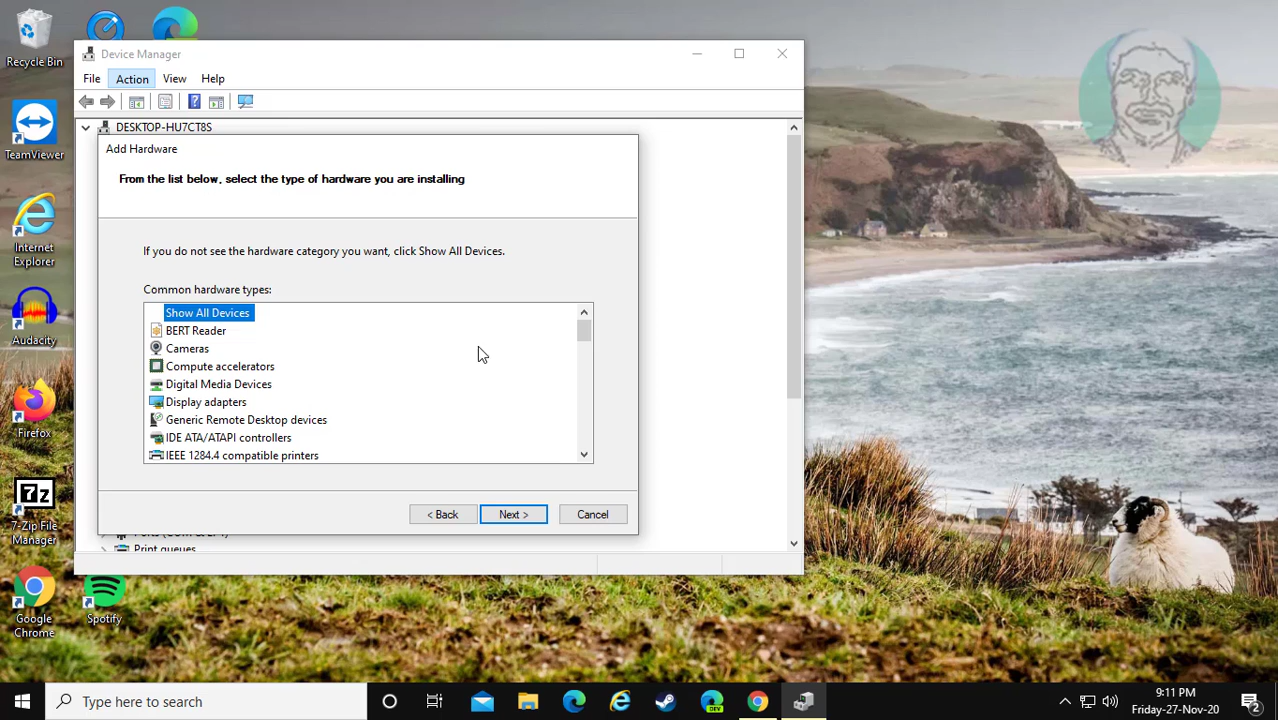 Recycle Bin
TeamViewer
Internet
Explorer
Audacity
Firefox
7z
7-Zip File
Manager
Google
Chrome
Spotify
Device Manager
File
Action
View
Help
DESKTOP-HU7CT8S
Add Hardware
From the list below, select the type of hardware you are installing
If you do not see the hardware category you want, click Show All Devices.
Common hardware types:
Show All Devices
BERT Reader
Cameras
Compute accelerators
Digital Media Devices
Display adapters
Generic Remote Desktop devices
IDE ATA/ATAPI controllers
IEEE 1284.4 compatible printers
< Back
Next >
Cancel
Print queues
Type here to search
DEV
9:11 PM
Friday-27-Nov-20
2